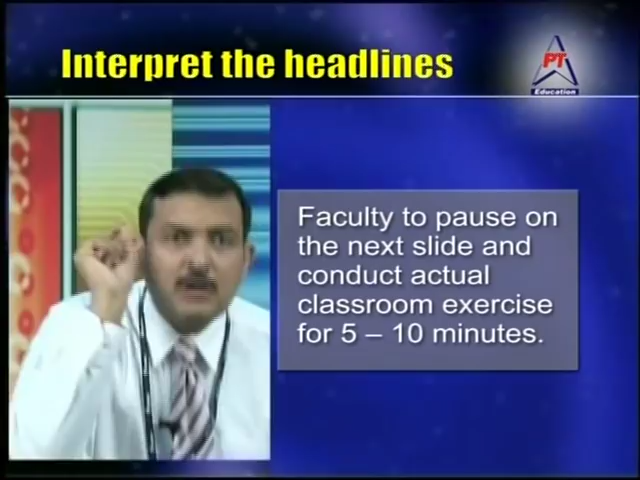 Interpret the headlines
PT
Education
Faculty to pause on
the next slide and
conduct actual
classroom exercise
for 5 – 10 minutes.